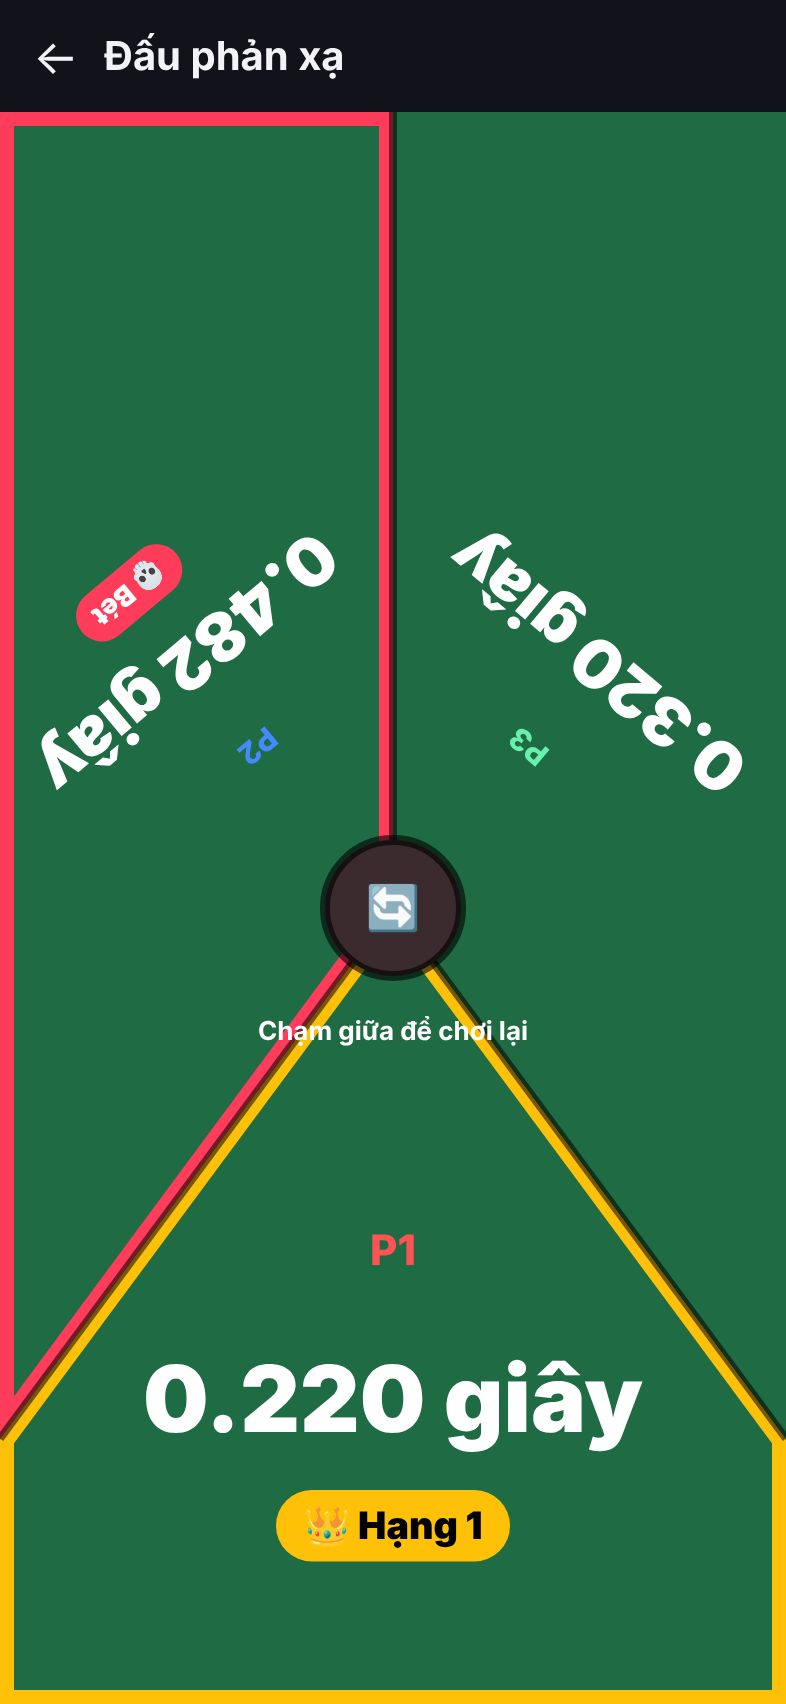 Đấu phản xạ
0.482 giây
Bét
P2
0.320 giây
P3
Chạm giữa để chơi lại
P1
0.220 giây
Hạng 1